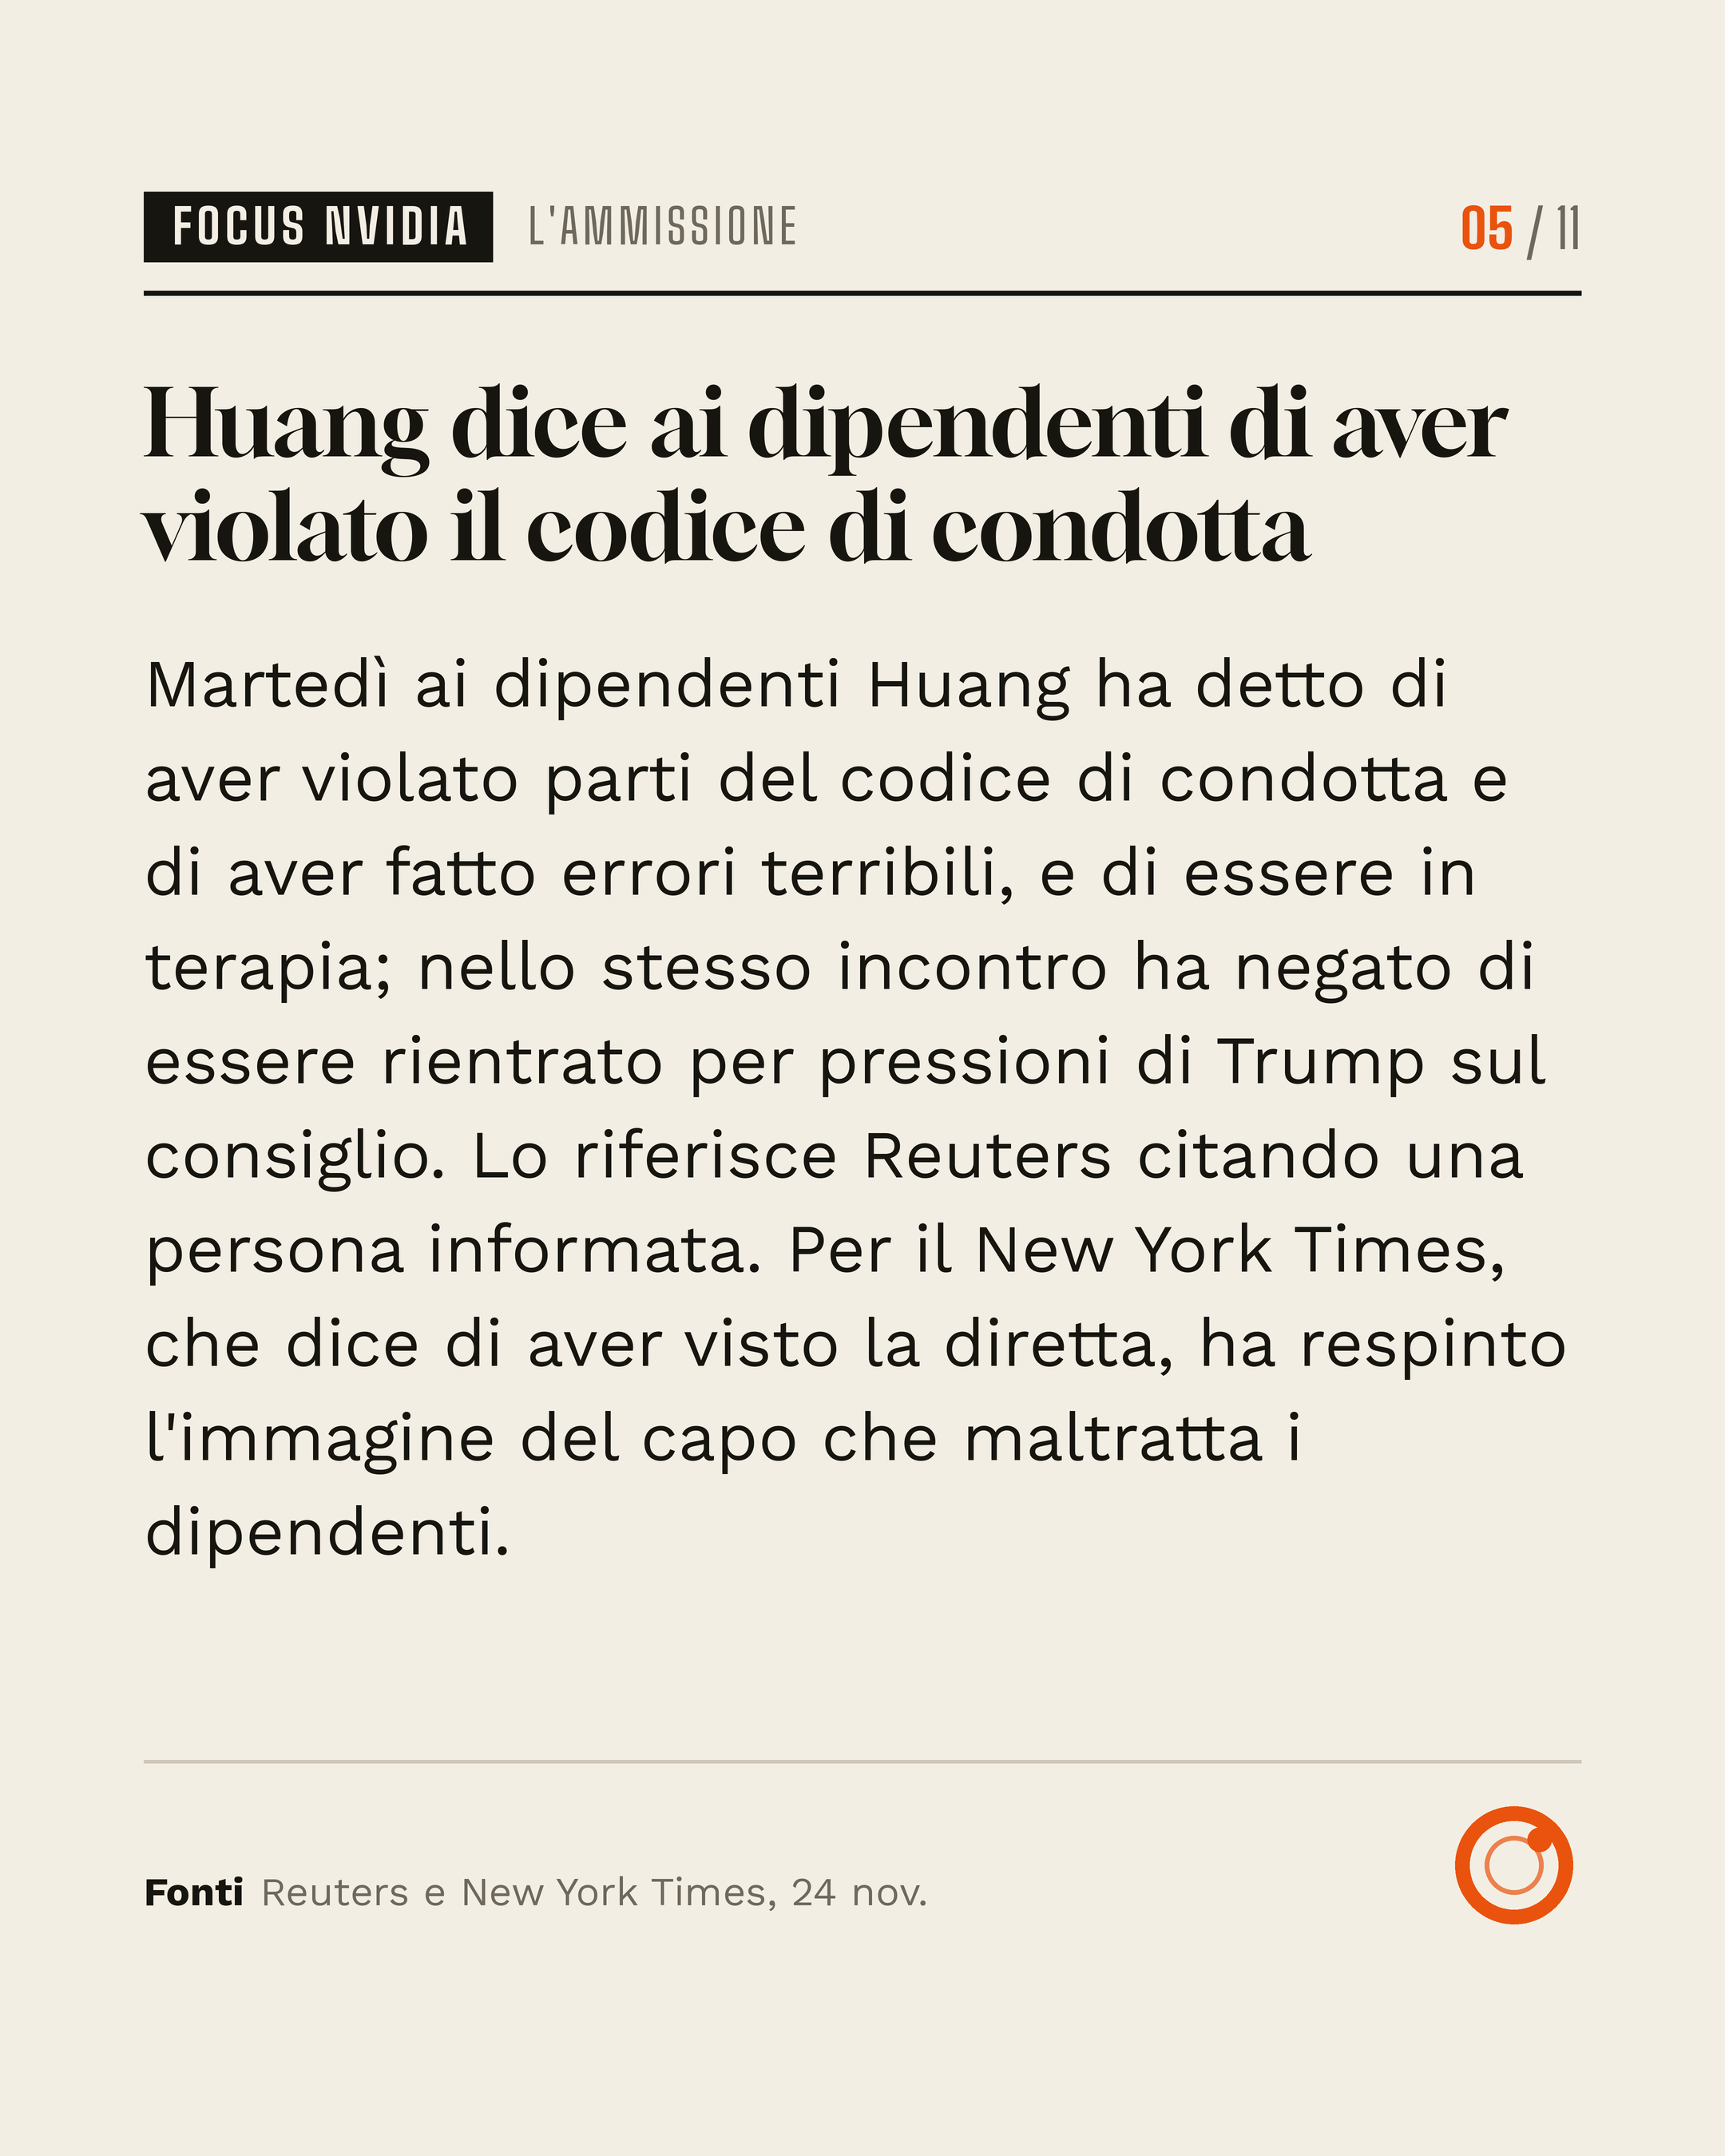 FOCUS NVIDIA L'AMMISSIONE 05 / 11
Huang dice ai dipendenti di aver
violato il codice di condotta
Martedì ai dipendenti Huang ha detto di
aver violato parti del codice di condotta e
di aver fatto errori terribili, e di essere in
terapia; nello stesso incontro ha negato di
essere rientrato per pressioni di Trump sul
consiglio. Lo riferisce Reuters citando una
persona informata. Per il New York Times,
che dice di aver visto la diretta, ha respinto
l'immagine del capo che maltratta i
dipendenti.
Fonti Reuters e New York Times, 24 nov.